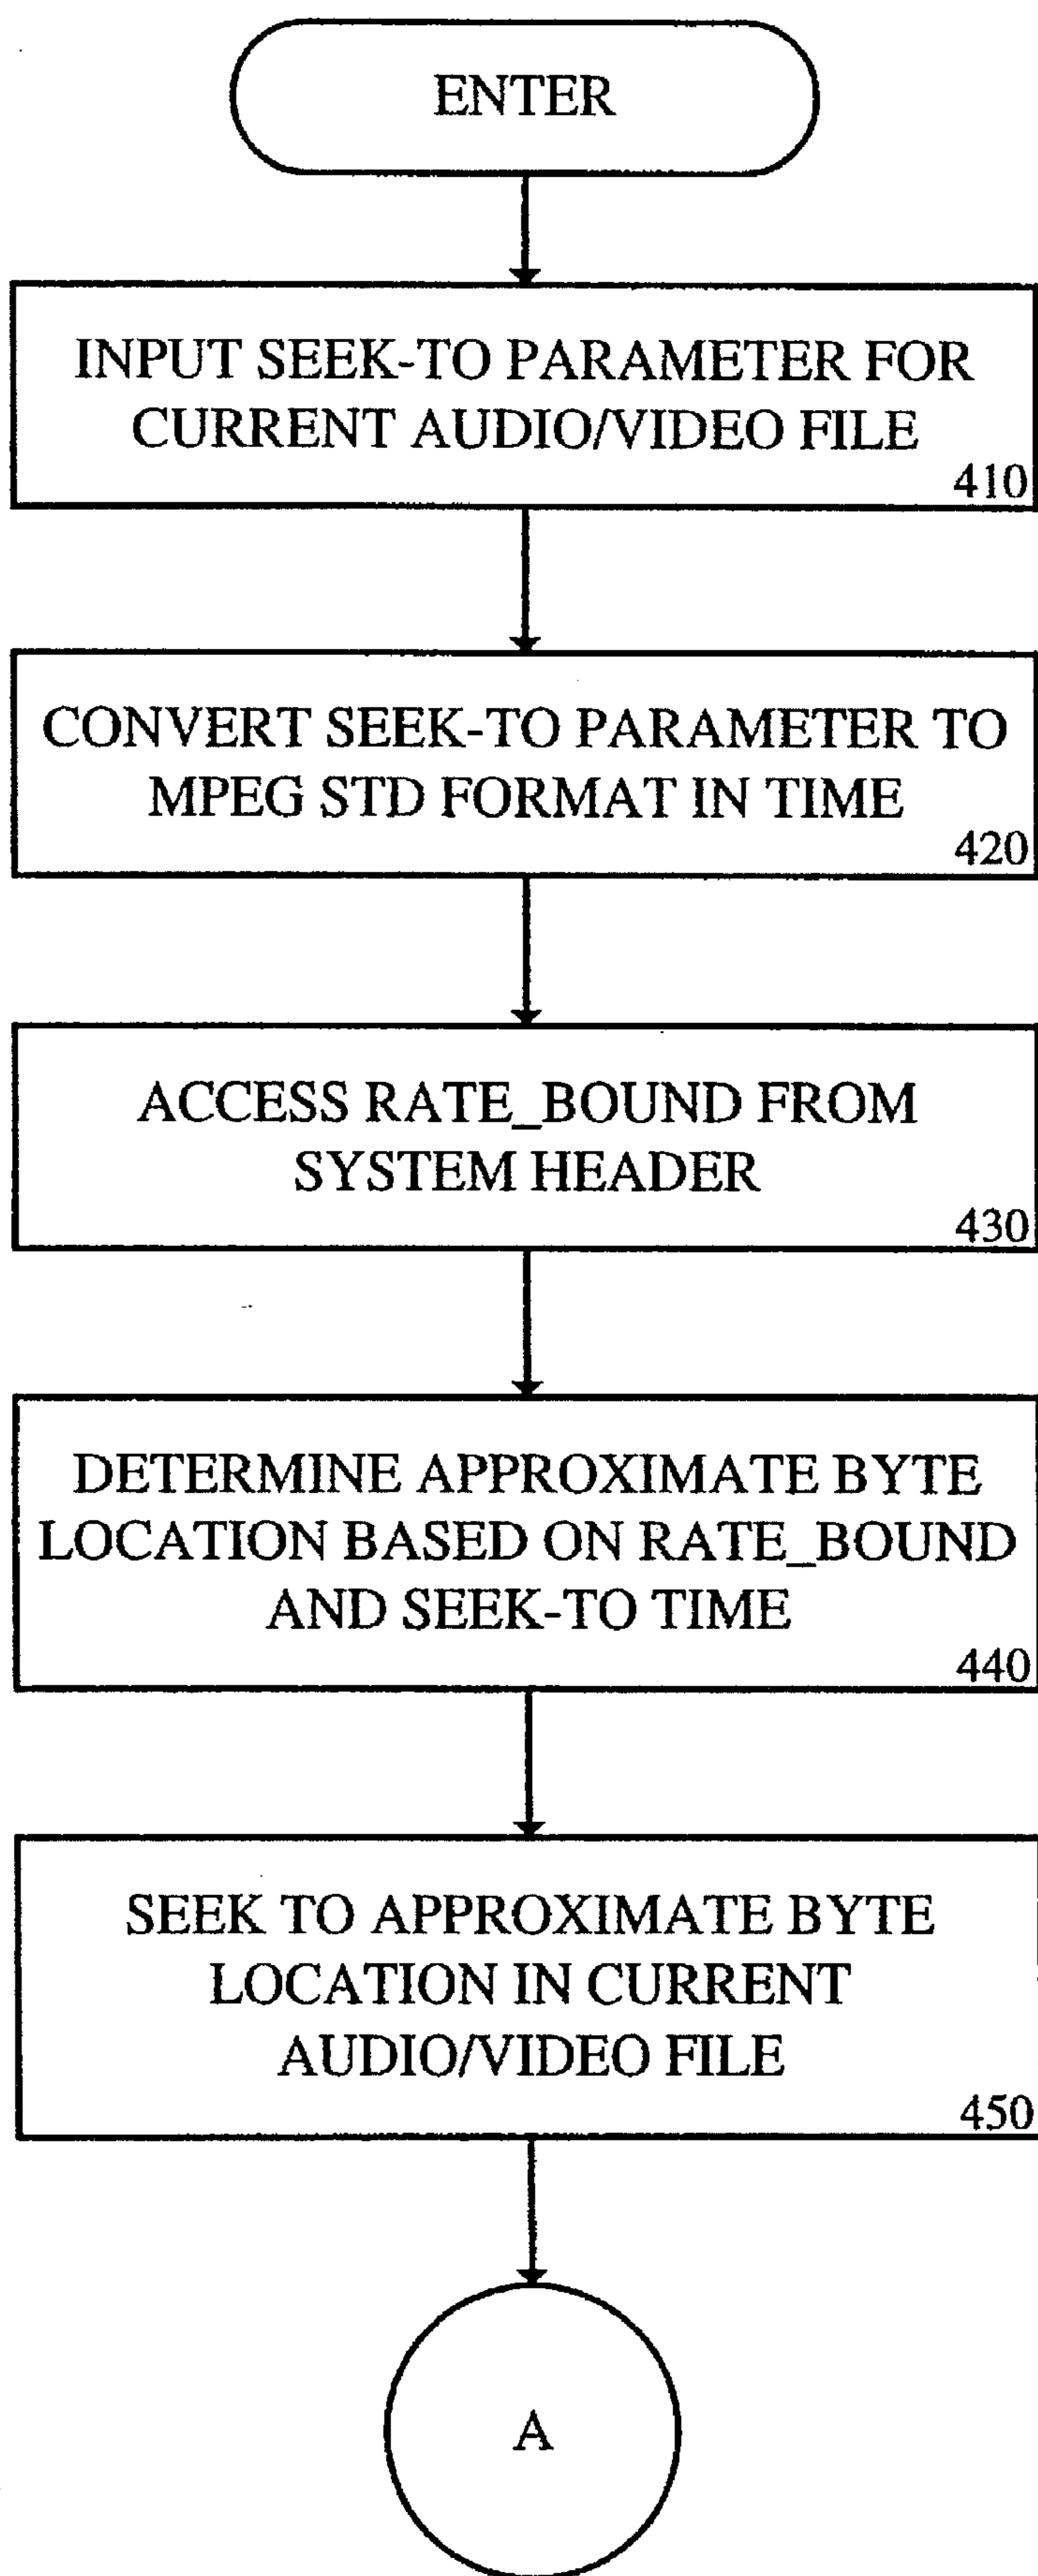 ENTER
INPUT SEEK-TO PARAMETER FOR
CURRENT AUDIO/VIDEO FILE
410
CONVERT SEEK-TO PARAMETER TO
MPEG STD FORMAT IN TIME
420
ACCESS RATE_BOUND FROM
SYSTEM HEADER
430
DETERMINE APPROXIMATE BYTE
LOCATION BASED ON RATE_BOUND
AND SEEK-TO TIME
440
SEEK TO APPROXIMATE BYTE
LOCATION IN CURRENT
AUDIO/VIDEO FILE
450
A